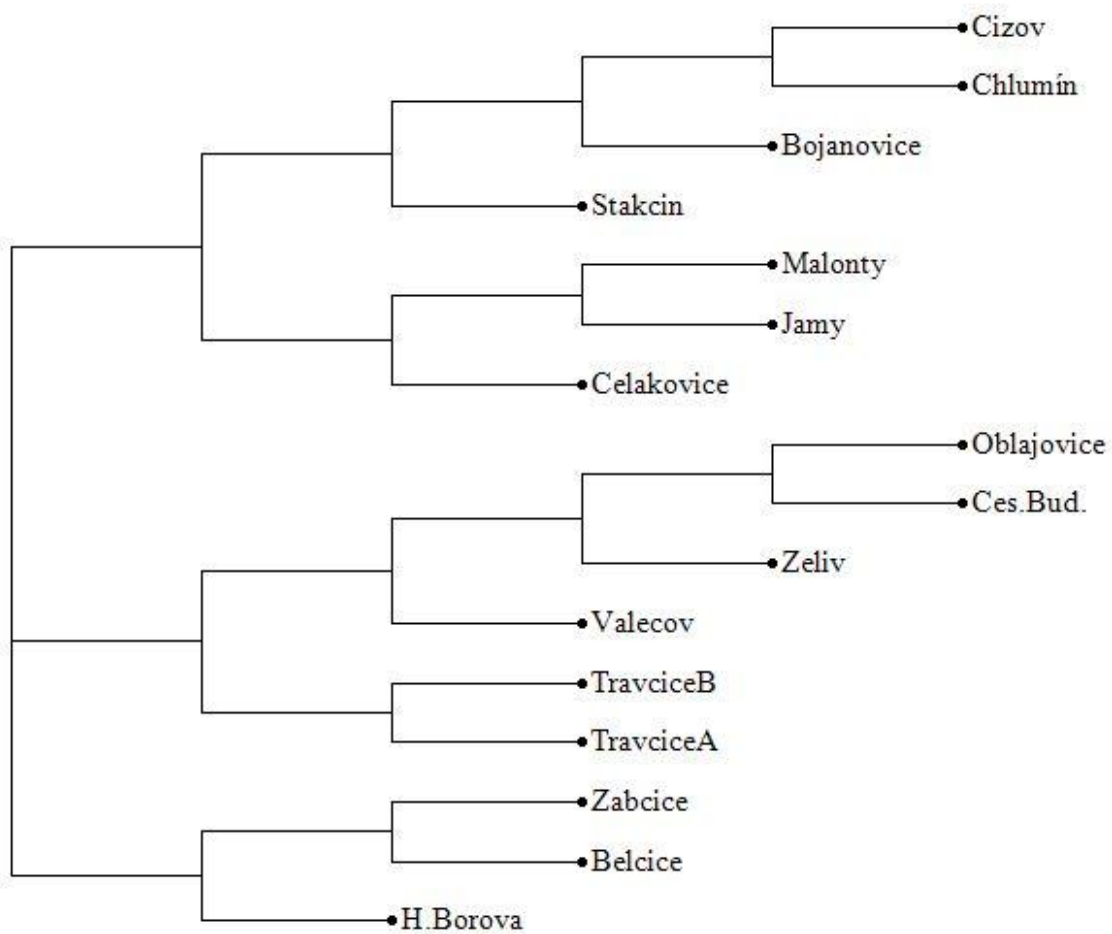 Cizov
Chlumín
Bojanovice
Stakcin
Malonty
Jamy
Celakovice
Oblajovice
Ces.Bud.
Zeliv
Valecov
TravciceB
TravciceA
Zabcice
Belcice
H.Borova